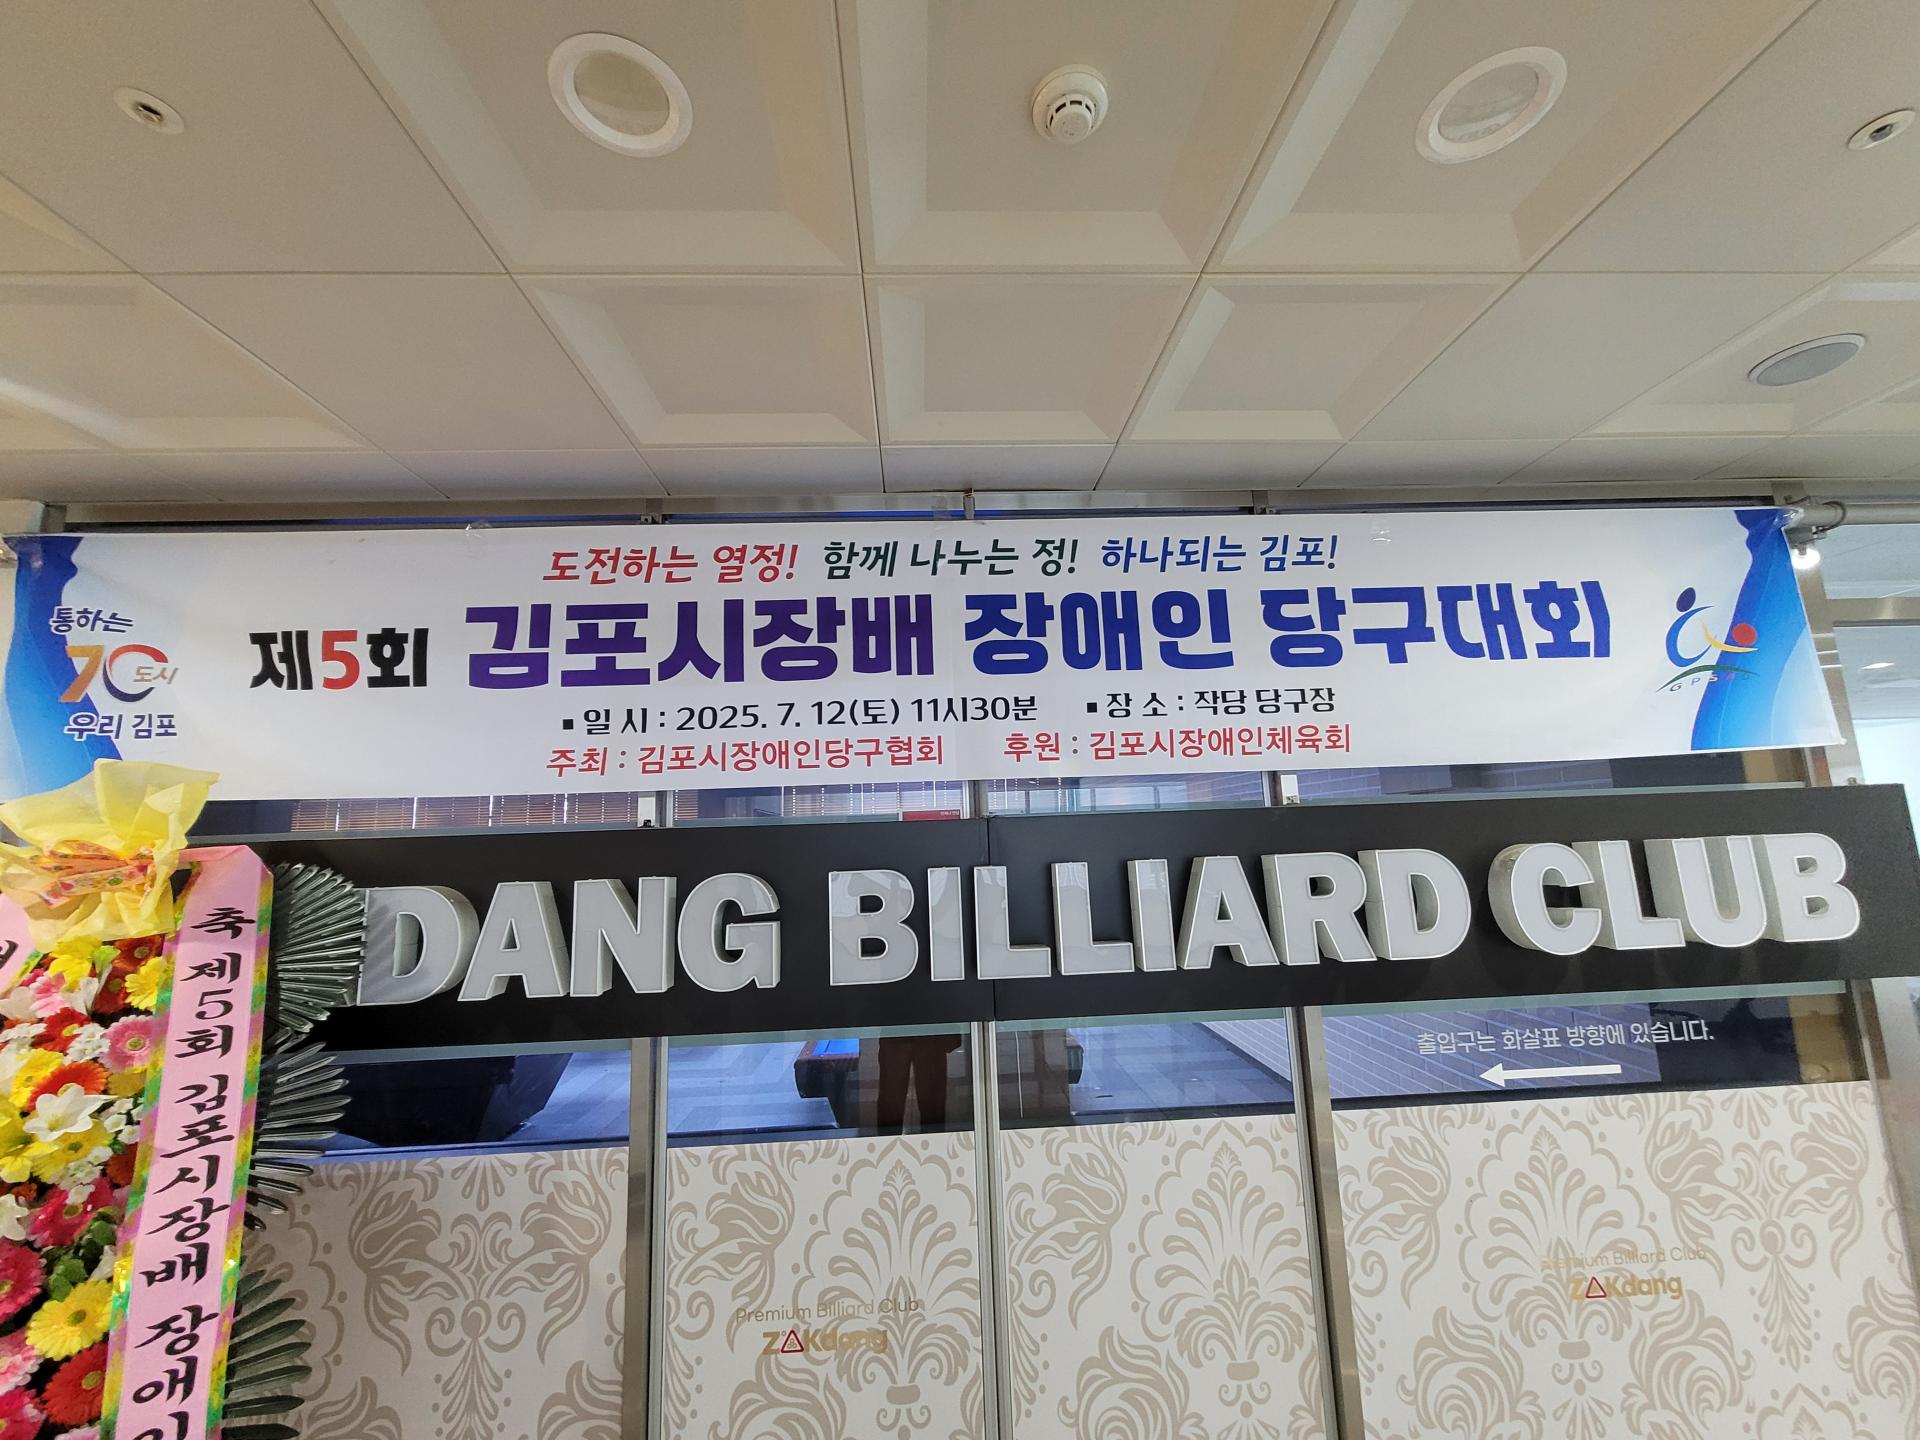 도전하는 열정! 함께 나누는 정! 하나되는 김포!
통하는
70도시
우리 김포
제5회 김포시장배 장애인 당구대회
▪일 시 : 2025. 7. 12(토) 11시30분 ▪장 소 : 작당 당구장
주최 : 김포시장애인당구협회 후원 : 김포시장애인체육회
GPSAD
DANG BILLIARD CLUB
출입구는 화살표 방향에 있습니다.
축 제5회 김포시장배 장애
Premium Billiard Club
ZAKdang
Premium Billiard Club
ZAKdang